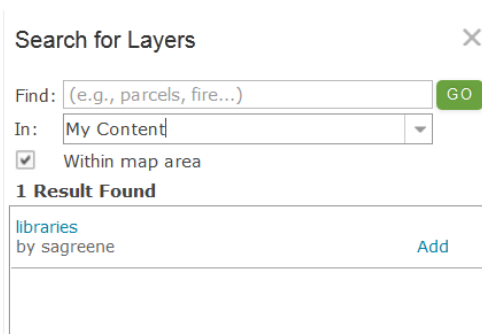 Search for Layers
Find: (e.g., parcels, fire...) GO
In: My Content
Within map area
1 Result Found
libraries
by sagreene Add